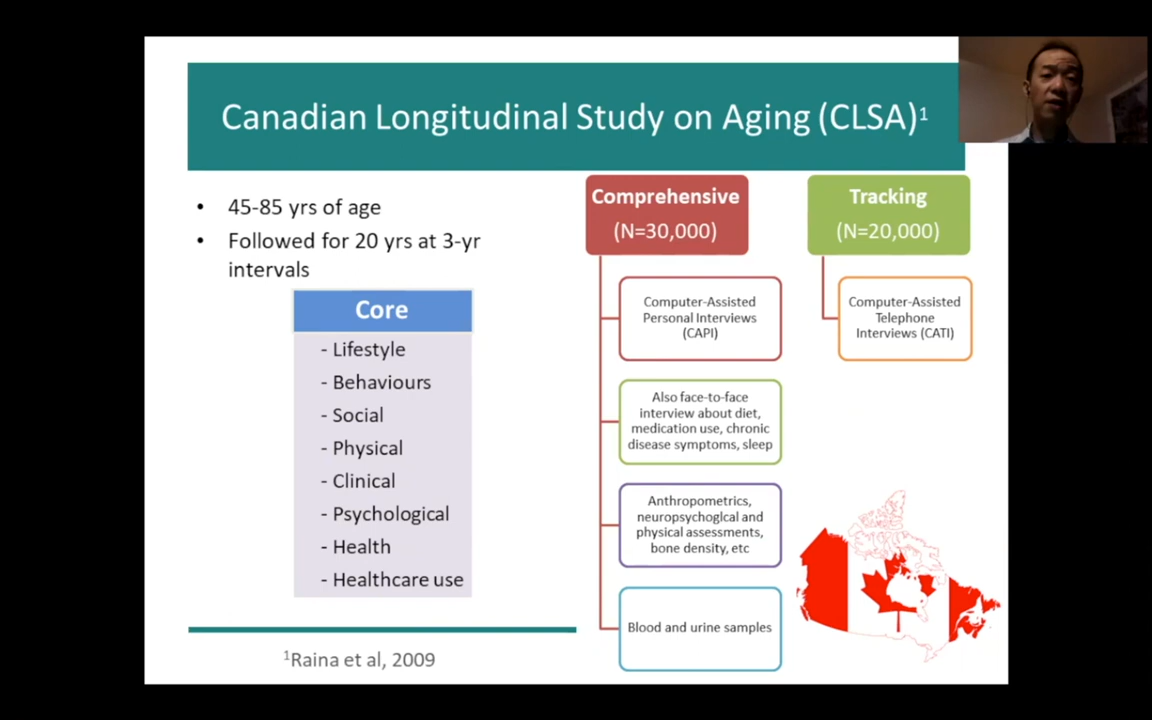 Canadian Longitudinal Study on Aging (CLSA)¹
• 45-85 yrs of age
• Followed for 20 yrs at 3-yr
intervals
Core
- Lifestyle
- Behaviours
- Social
- Physical
- Clinical
- Psychological
- Health
- Healthcare use
¹Raina et al, 2009
Comprehensive
(N=30,000)
Computer-Assisted
Personal Interviews
(CAPI)
Also face-to-face
interview about diet,
medication use, chronic
disease symptoms, sleep
Anthropometrics,
neuropsychoglcal and
physical assessments,
bone density, etc
Blood and urine samples
Tracking
(N=20,000)
Computer-Assisted
Telephone
Interviews (CATI)